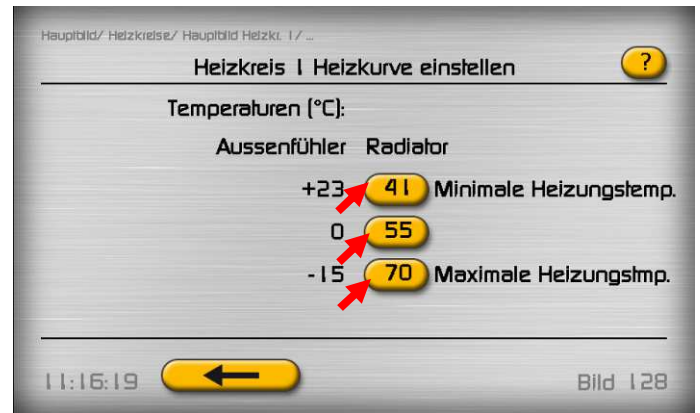 Hauptbild/ Heizkreise/ Hauptbild Heizkr. 1/ ...
Heizkreis 1 Heizkurve einstellen
?
Temperaturen (°C):
Aussenfühler Radiator
+23 41 Minimale Heizungstemp.
0 55
-15 70 Maximale Heizungstmp.
11:16:19
Bild 128